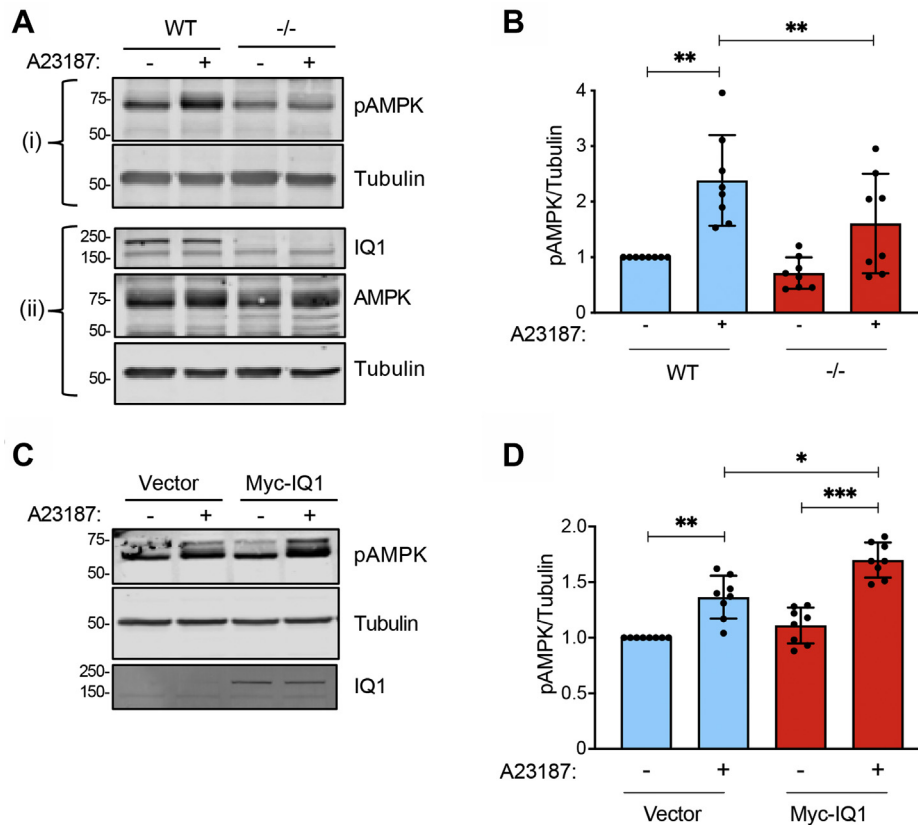 A
WT -/-
A23187: - + - +
(i)
75-
50-
pAMPK
50-
Tubulin
(ii)
250-
150-
IQ1
75-
50-
AMPK
50-
Tubulin
B
**
**
pAMPK/Tubulin
4
3
2
1
0
A23187: - + - +
WT -/-
C
Vector Myc-IQ1
A23187: - + - +
75-
50-
pAMPK
50-
Tubulin
250-
150-
IQ1
D
*
**
***
pAMPK/Tubulin
2.0
1.5
1.0
0.5
0
A23187: - + - +
Vector Myc-IQ1